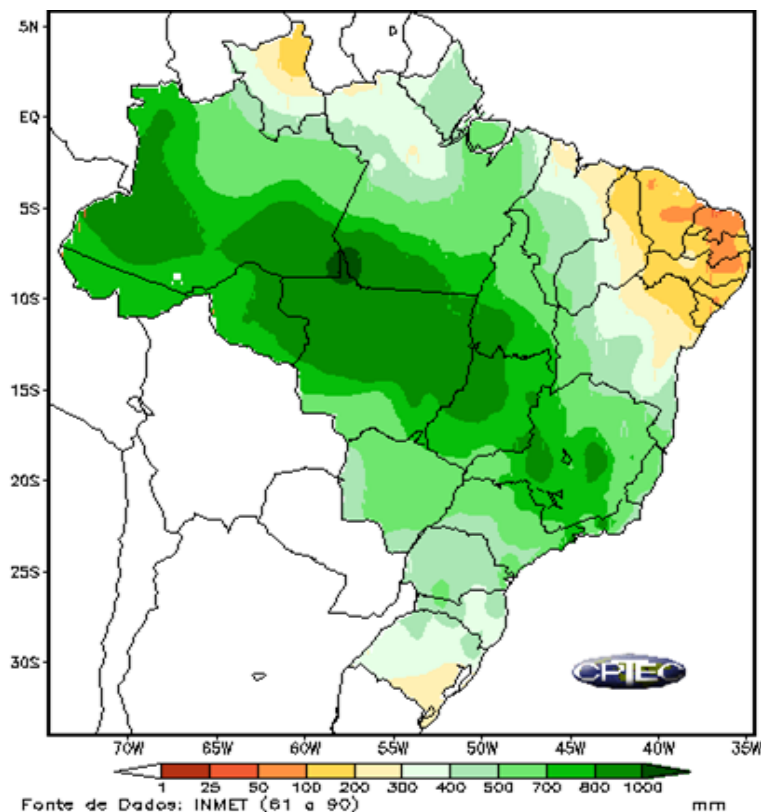 5N
EQ
5S
10S
15S
20S
25S
30S
CPTEC
70W 65W 60W 55W 50W 45W 40W 35W
1 25 50 100 200 300 400 500 700 800 1000
Fonte de Dados: INMET (61 a 90) mm